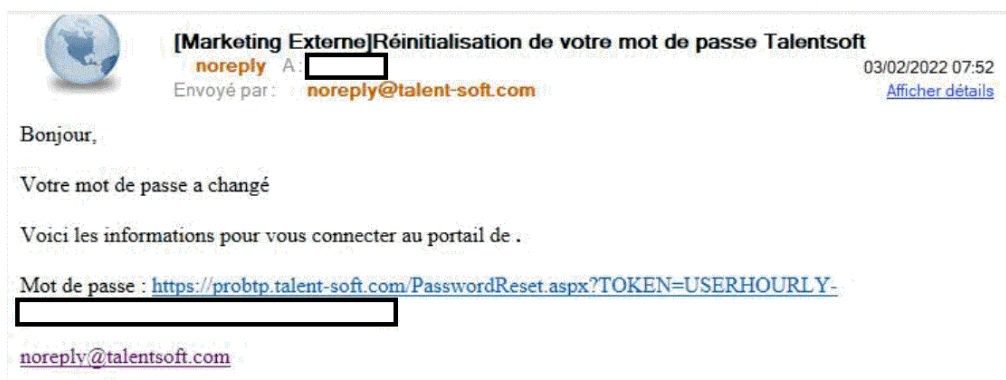 [Marketing Externe]Réinitialisation de votre mot de passe Talentsoft
noreply A:
03/02/2022 07:52
Envoyé par: noreply@talent-soft.com
Afficher détails
Bonjour,
Votre mot de passe a changé
Voici les informations pour vous connecter au portail de .
Mot de passe : https://probtp.talent-soft.com/PasswordReset.aspx?TOKEN=USERHOURLY-
noreply@talentsoft.com